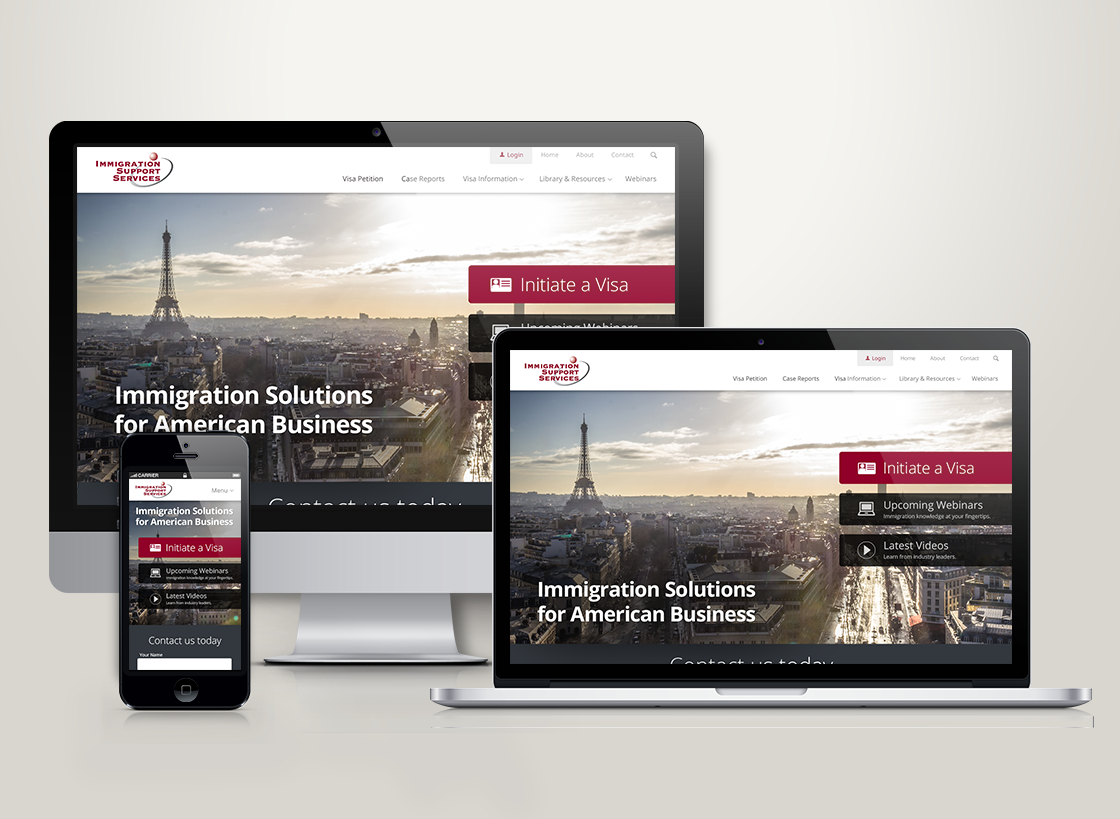 IMMIGRATION
SUPPORT
SERVICES
Login Home About Contact
Visa Petition Case Reports Visa Information Library & Resources Webinars
Initiate a Visa
Upcoming Webinars
Immigration Solutions
for American Business
Contact us today
IMMIGRATION
SUPPORT
SERVICES
Login Home About Contact
Visa Petition Case Reports Visa Information Library & Resources Webinars
Initiate a Visa
Upcoming Webinars
Immigration knowledge at your fingertips.
Latest Videos
Learn from industry leaders.
Immigration Solutions
for American Business
Contact us today
CARRIER
IMMIGRATION
SUPPORT
SERVICES
Menu
Immigration Solutions
for American Business
Initiate a Visa
Upcoming Webinars
Immigration knowledge at your fingertips.
Latest Videos
Learn from industry leaders.
Contact us today
Your Name